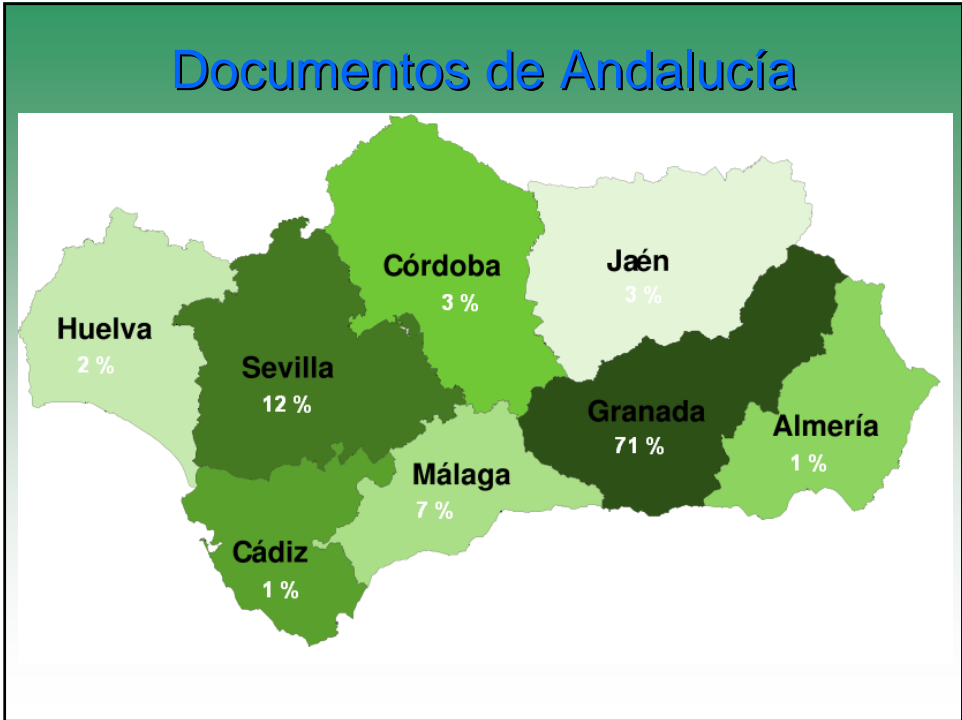 Documentos de Andalucía
Córdoba
3 %
Jaén
3 %
Huelva
2 %
Sevilla
12 %
Granada
71 %
Almería
1 %
Málaga
7 %
Cádiz
1 %